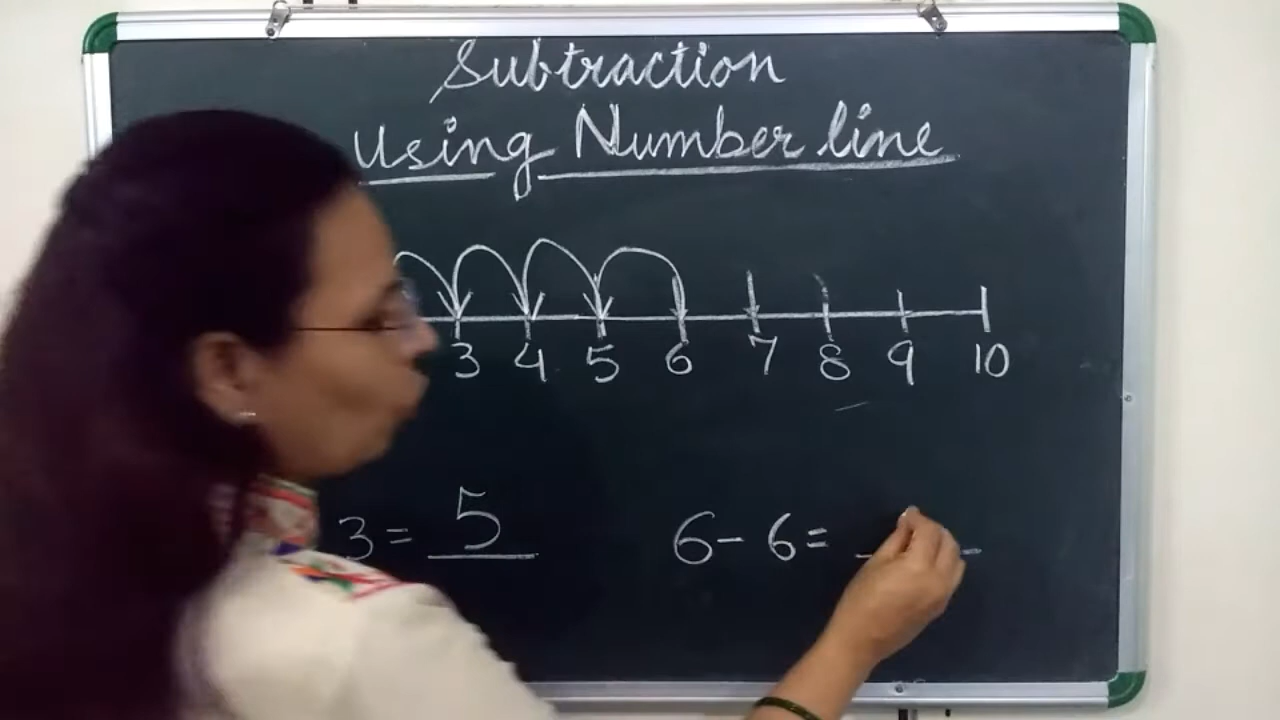 Subtraction
Using Number line
3 4 5 6 7 8 9 10
3 = 5 6 - 6 =